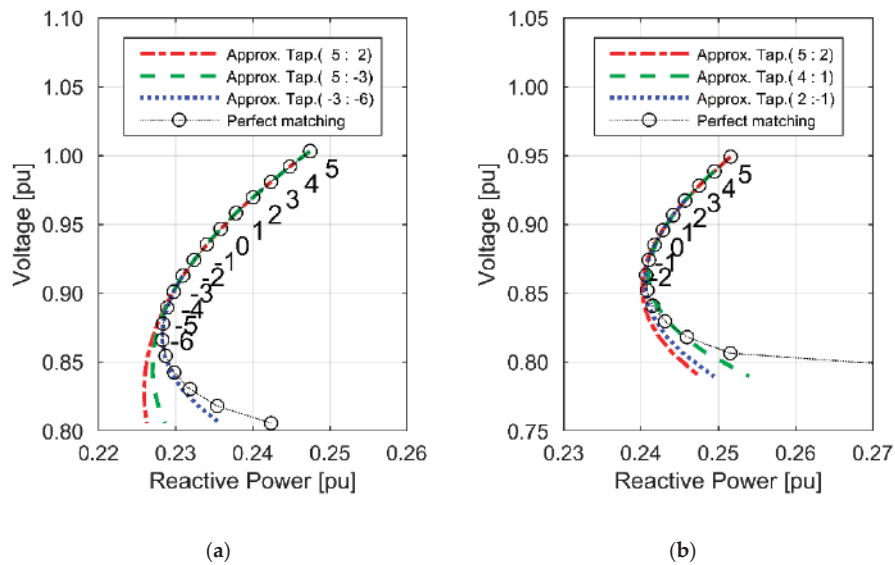 1.10
1.05
1.00
0.95
0.90
0.85
0.80
Voltage [pu]
Approx. Tap.( 5 : 2)
Approx. Tap.( 5 : -3)
Approx. Tap.( -3 : -6)
Perfect matching
5
4
3
2
1
0
-1
-2
-3
-4
-5
-6
0.22 0.23 0.24 0.25 0.26
Reactive Power [pu]
(a)
1.05
1.00
0.95
0.90
0.85
0.80
0.75
Voltage [pu]
Approx. Tap.( 5 : 2)
Approx. Tap.( 4 : 1)
Approx. Tap.( 2 :-1)
Perfect matching
5
4
3
2
1
0
-1
-2
0.23 0.24 0.25 0.26 0.27
Reactive Power [pu]
(b)